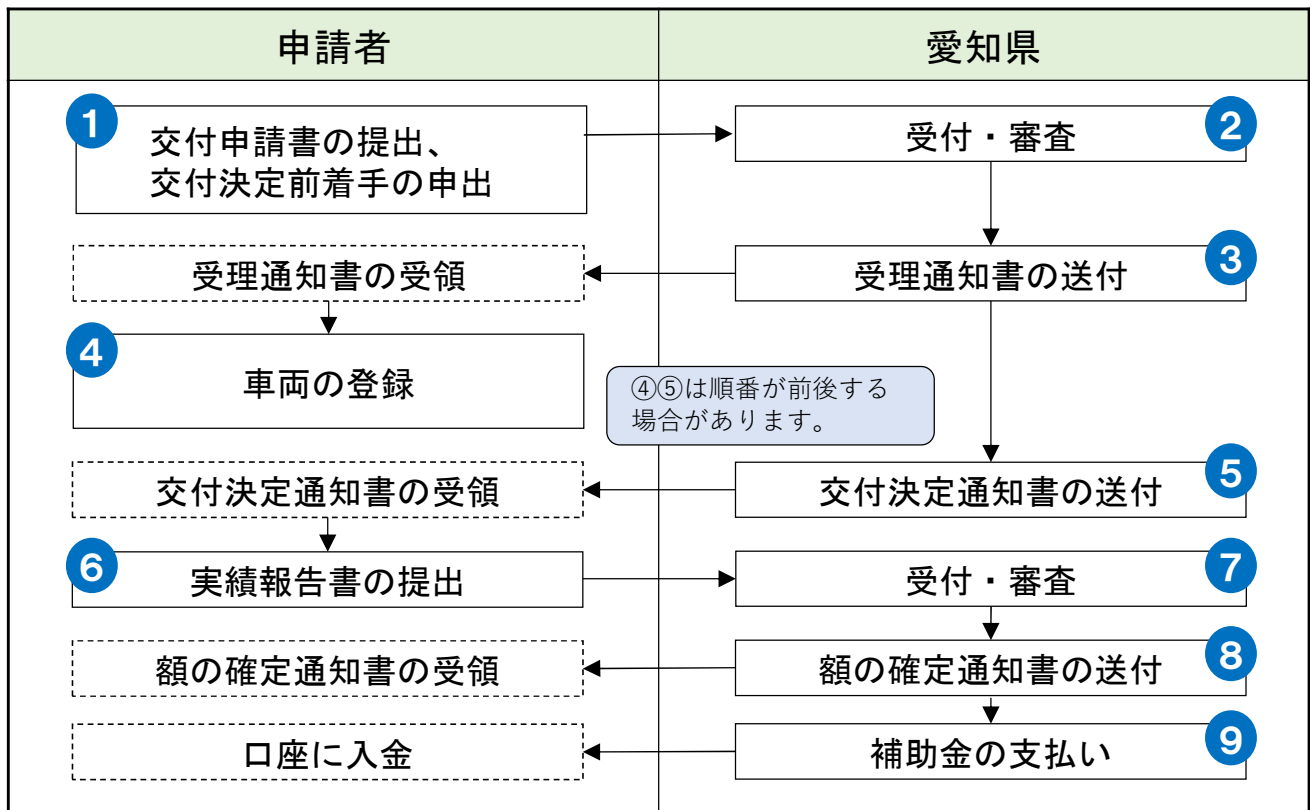 申請者
愛知県
1
交付申請書の提出、
交付決定前着手の申出
受付・審査
2
受理通知書の受領
受理通知書の送付
3
4
車両の登録
④⑤は順番が前後する
場合があります。
交付決定通知書の受領
交付決定通知書の送付
5
6
実績報告書の提出
受付・審査
7
額の確定通知書の受領
額の確定通知書の送付
8
口座に入金
補助金の支払い
9